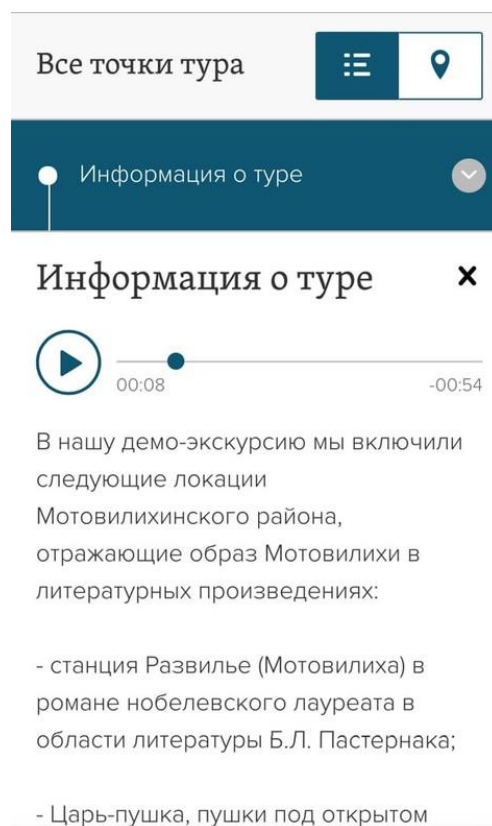 Все точки тура
Информация о туре
Информация о туре
00:08 -00:54
В нашу демо-экскурсию мы включили
следующие локации
Мотовилихинского района,
отражающие образ Мотовилихи в
литературных произведениях:
- станция Развилье (Мотовилиха) в
романе нобелевского лауреата в
области литературы Б.Л. Пастернака;
- Царь-пушка, пушки под открытом